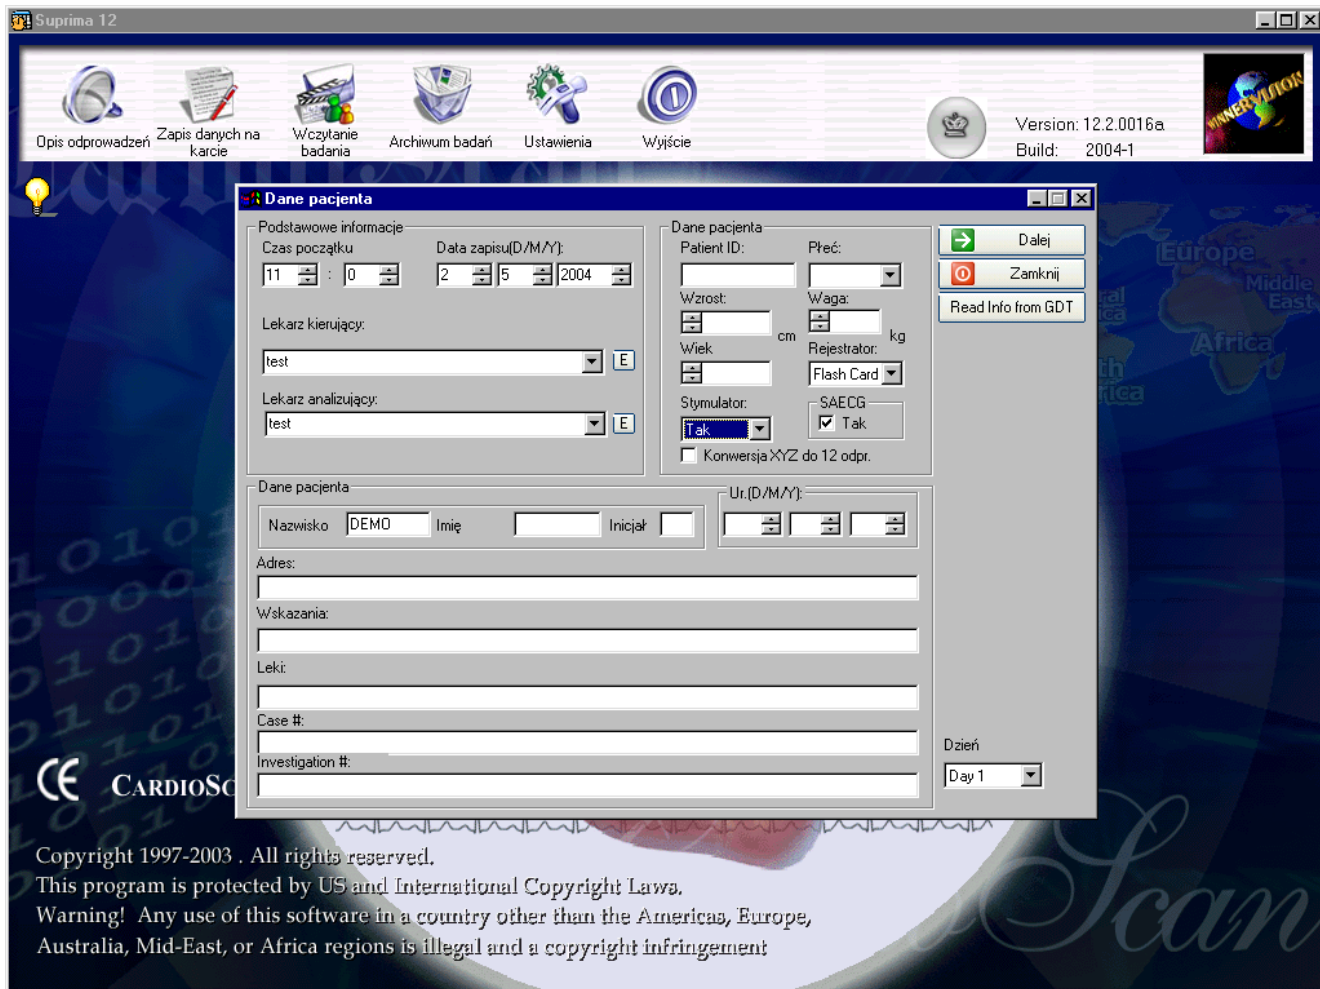 Suprima 12
Opis odprowadzeń
Zapis danych na
karcie
Wczytanie
badania
Archiwum badań
Ustawienia
Wyjście
Version: 12.2.0016a
Build: 2004-1
WINNERVISION
Dane pacjenta
Podstawowe informacje
Czas początku
Data zapisu(D/M/Y):
11 : 0
2 5 2004
Lekarz kierujący:
test
E
Lekarz analizujący:
test
E
Dane pacjenta
Patient ID:
Płeć:
Wzrost:
cm
Waga:
kg
Wiek
Rejestrator:
Flash Card
Stymulator:
Tak
SAECG
Tak
Konwersja XYZ do 12 odpr.
Dalej
Zamknij
Read Info from GDT
Dane pacjenta
Nazwisko DEMO Imię Inicjał
Ur.(D/M/Y):
Adres:
Wskazania:
Leki:
Case #:
Investigation #:
Dzień
Day 1
Europe
Middle
East
Africa
CE CARDIOSC
Scan
Copyright 1997-2003 . All rights reserved.
This program is protected by US and International Copyright Laws.
Warning! Any use of this software in a country other than the Americas, Europe,
Australia, Mid-East, or Africa regions is illegal and a copyright infringement